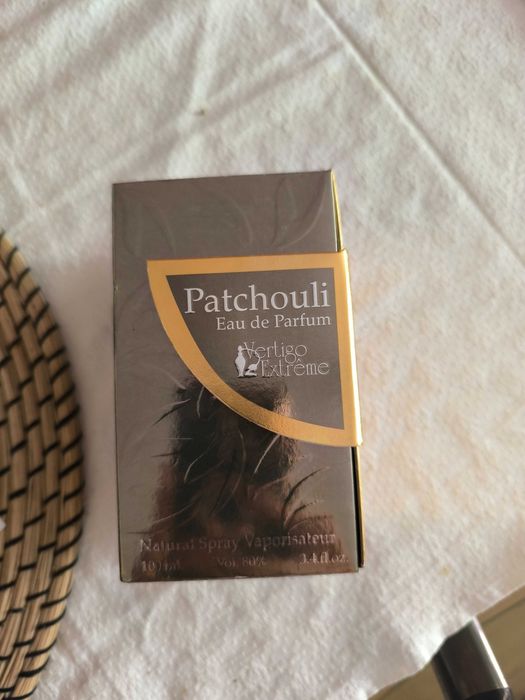 Patchouli
Eau de Parfum
Vertigo
Extrême
Natural Spray Vaporisateur
100 ml Vol. 80% 3.4 fl.oz.